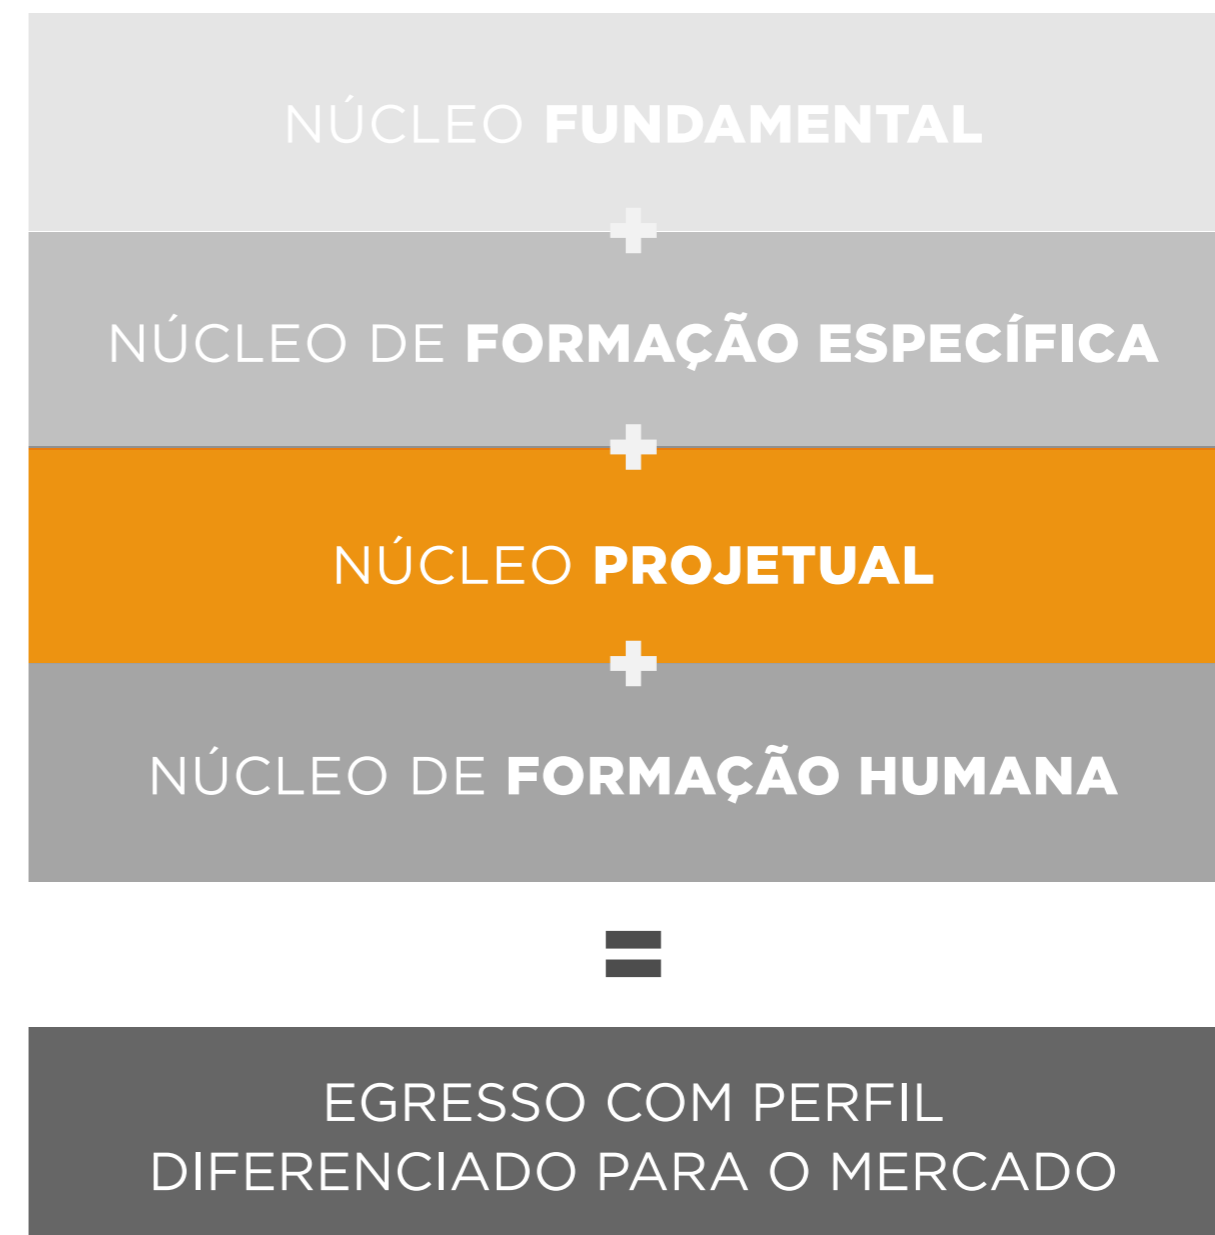 NÚCLEO FUNDAMENTAL
+
NÚCLEO DE FORMAÇÃO ESPECÍFICA
+
NÚCLEO PROJETUAL
+
NÚCLEO DE FORMAÇÃO HUMANA
=
EGRESSO COM PERFIL
DIFERENCIADO PARA O MERCADO